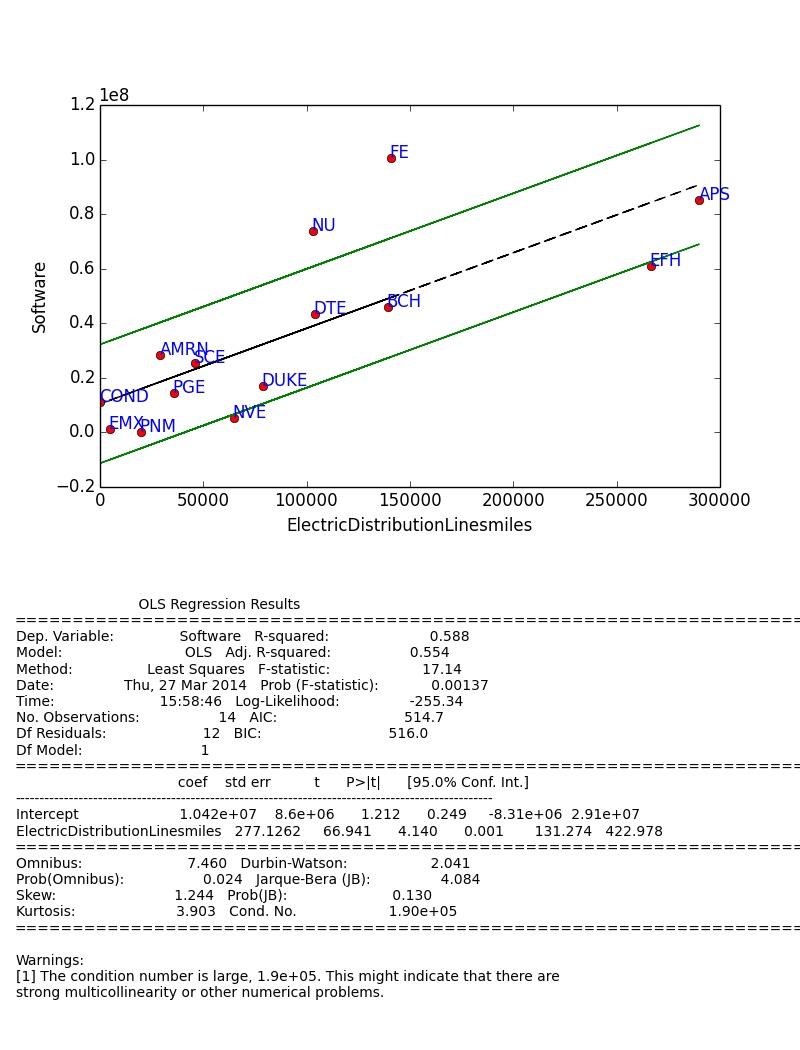 1e8
1.2
FE
1.0
APS
0.8
NU
EFH
0.6
BCH
DTE
0.4
AMRN
SCE
DUKE
PGE
0.2
COND
NVE
EMX
PNM
0.0
−0.2
Software
0 50000 100000 150000 200000 250000 300000
ElectricDistributionLinesmiles
OLS Regression Results
==============================================================================
Dep. Variable: Software R-squared: 0.588
Model: OLS Adj. R-squared: 0.554
Method: Least Squares F-statistic: 17.14
Date: Thu, 27 Mar 2014 Prob (F-statistic): 0.00137
Time: 15:58:46 Log-Likelihood: -255.34
No. Observations: 14 AIC: 514.7
Df Residuals: 12 BIC: 516.0
Df Model: 1
==============================================================================
coef std err t P>|t| [95.0% Conf. Int.]
------------------------------------------------------------------------------
Intercept 1.042e+07 8.6e+06 1.212 0.249 -8.31e+06 2.91e+07
ElectricDistributionLinesmiles 277.1262 66.941 4.140 0.001 131.274 422.978
==============================================================================
Omnibus: 7.460 Durbin-Watson: 2.041
Prob(Omnibus): 0.024 Jarque-Bera (JB): 4.084
Skew: 1.244 Prob(JB): 0.130
Kurtosis: 3.903 Cond. No. 1.90e+05
==============================================================================
Warnings:
[1] The condition number is large, 1.9e+05. This might indicate that there are
strong multicollinearity or other numerical problems.